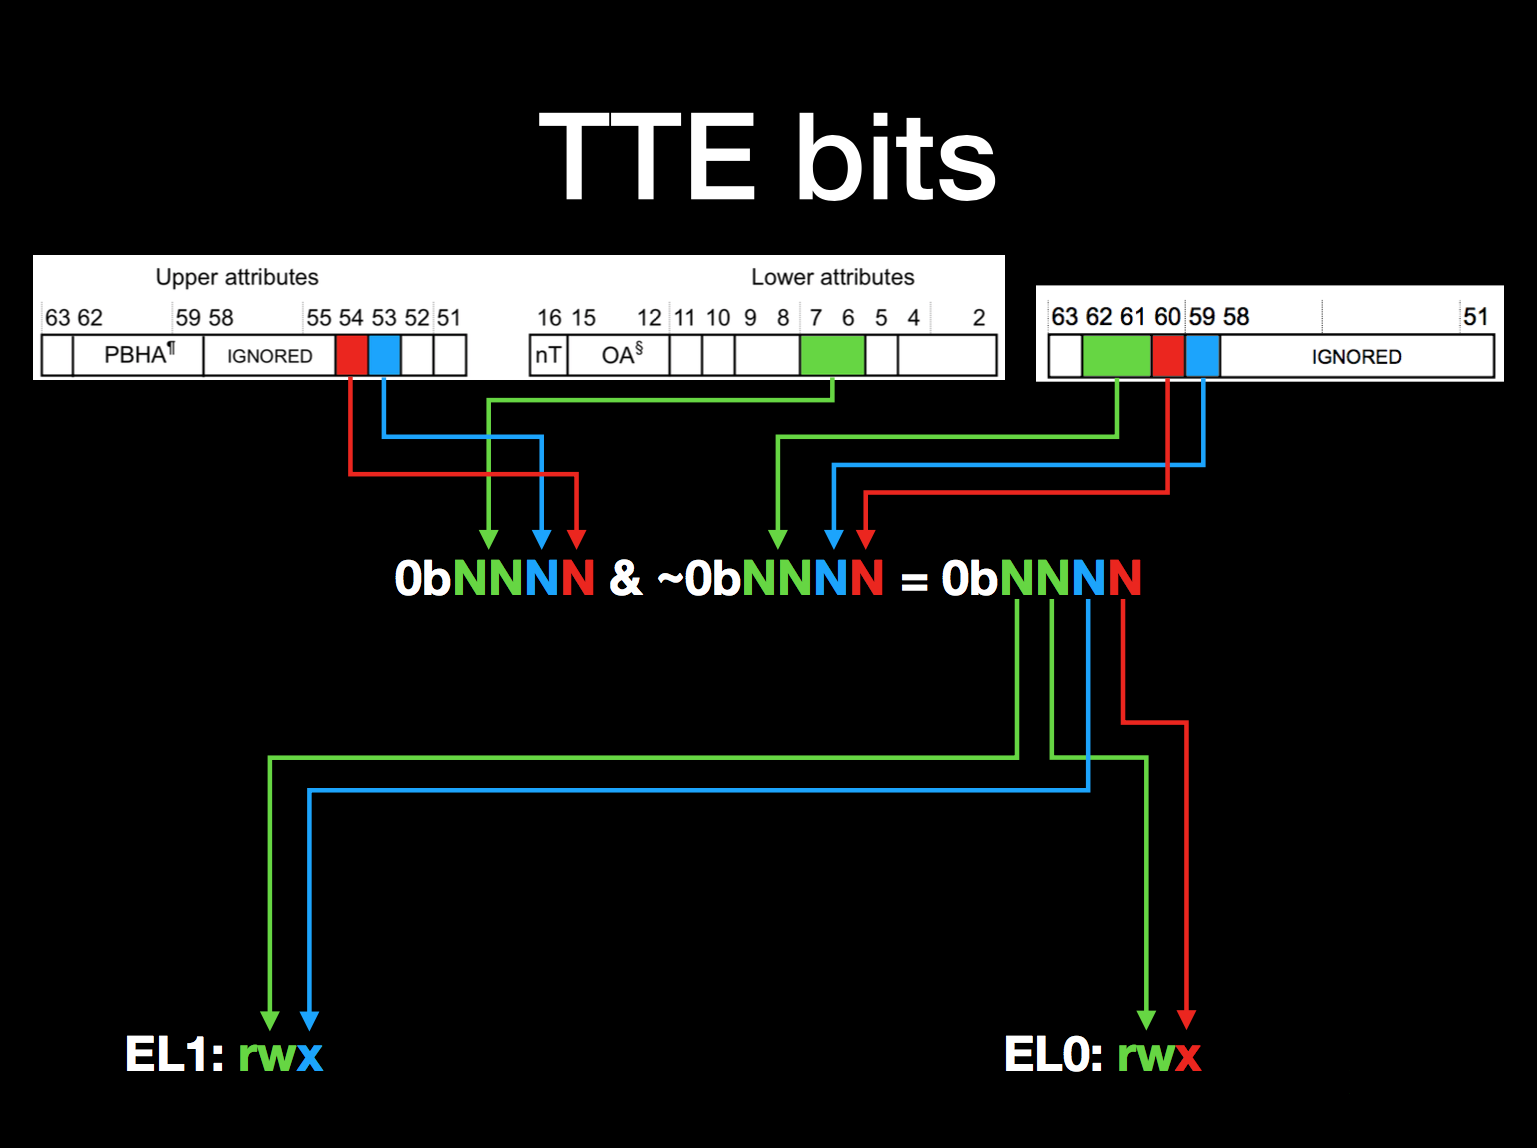 TTE bits
Upper attributes
Lower attributes
63 62 59 58 55 54 53 52 51
16 15 12 11 10 9 8 7 6 5 4 2
63 62 61 60 59 58 51
PBHA¶ IGNORED
nT OA§
IGNORED
0bNNNN & ~0bNNNN = 0bNNNN
EL1: rwx
EL0: rwx